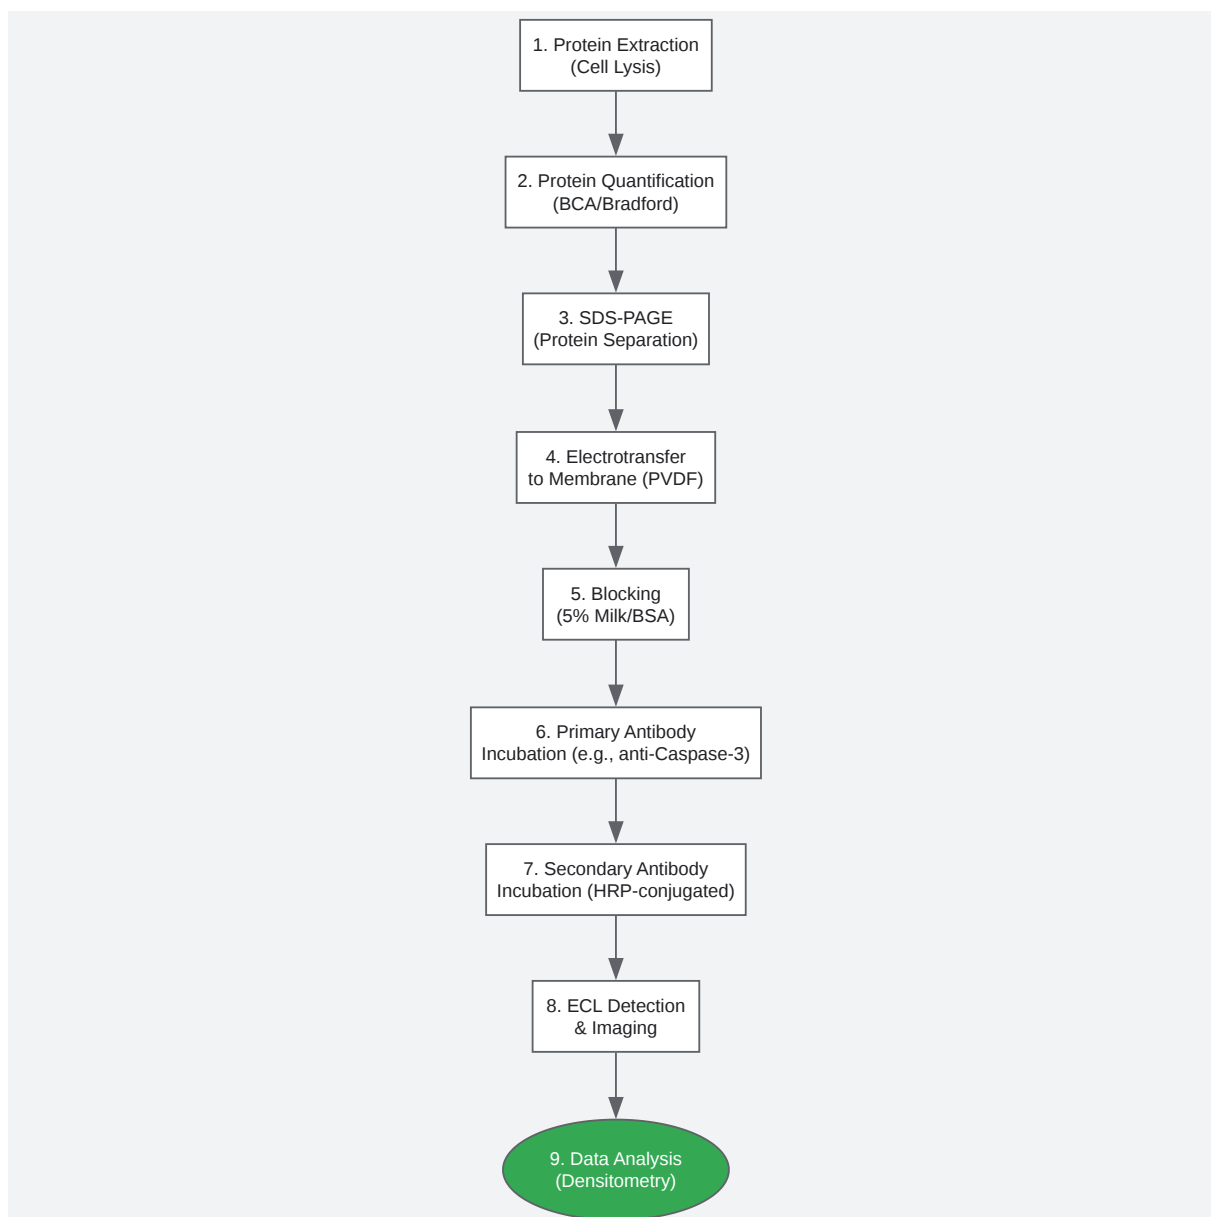 1. Protein Extraction
(Cell Lysis)
2. Protein Quantification
(BCA/Bradford)
3. SDS-PAGE
(Protein Separation)
4. Electrotransfer
to Membrane (PVDF)
5. Blocking
(5% Milk/BSA)
6. Primary Antibody
Incubation (e.g., anti-Caspase-3)
7. Secondary Antibody
Incubation (HRP-conjugated)
8. ECL Detection
& Imaging
9. Data Analysis
(Densitometry)